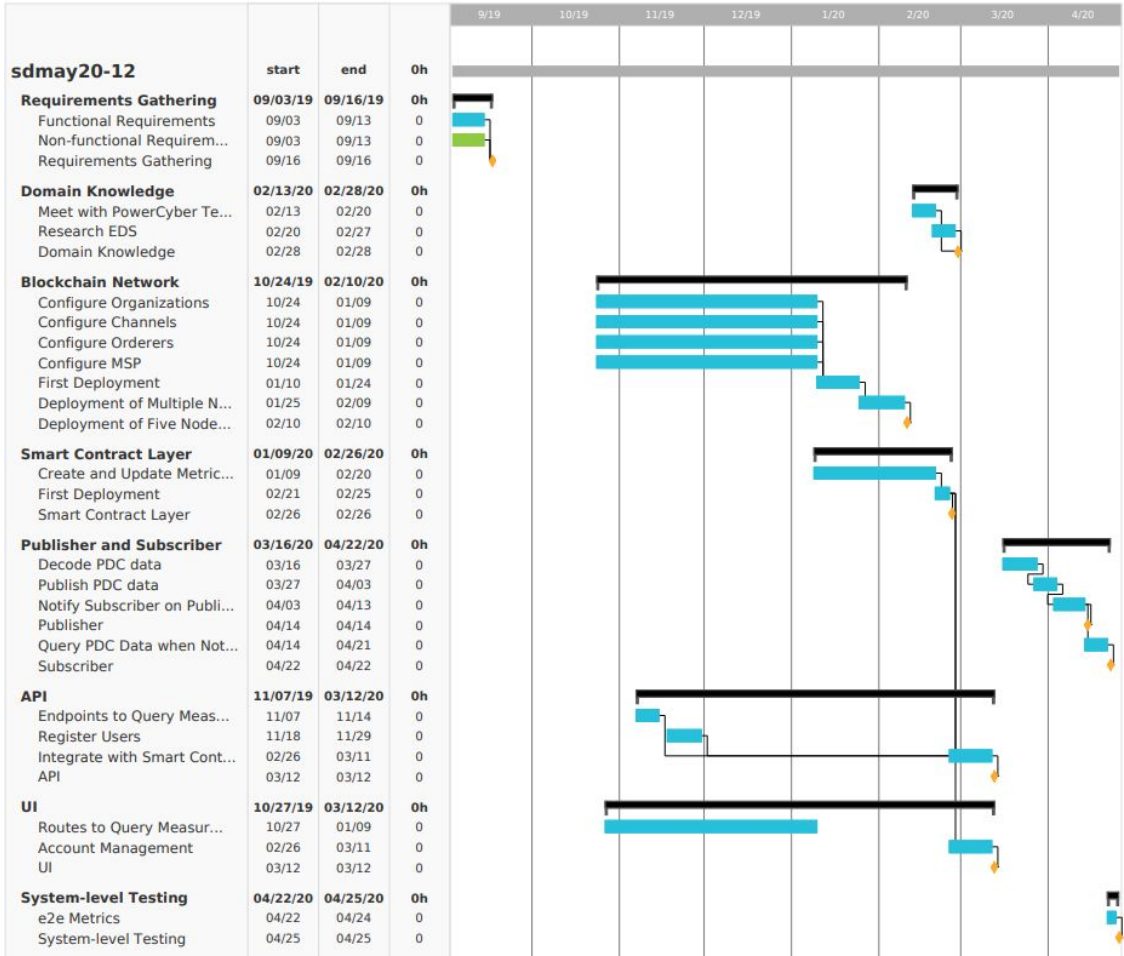 9/19 10/19 11/19 12/19 1/20 2/20 3/20 4/20
sdmay20-12 start end 0h
Requirements Gathering 09/03/19 09/16/19 0h
Functional Requirements 09/03 09/13 0
Non-functional Requirem... 09/03 09/13 0
Requirements Gathering 09/16 09/16 0
Domain Knowledge 02/13/20 02/28/20 0h
Meet with PowerCyber Te... 02/13 02/20 0
Research EDS 02/20 02/27 0
Domain Knowledge 02/28 02/28 0
Blockchain Network 10/24/19 02/10/20 0h
Configure Organizations 10/24 01/09 0
Configure Channels 10/24 01/09 0
Configure Orderers 10/24 01/09 0
Configure MSP 10/24 01/09 0
First Deployment 01/10 01/24 0
Deployment of Multiple N... 01/25 02/09 0
Deployment of Five Node... 02/10 02/10 0
Smart Contract Layer 01/09/20 02/26/20 0h
Create and Update Metric... 01/09 02/20 0
First Deployment 02/21 02/25 0
Smart Contract Layer 02/26 02/26 0
Publisher and Subscriber 03/16/20 04/22/20 0h
Decode PDC data 03/16 03/27 0
Publish PDC data 03/27 04/03 0
Notify Subscriber on Publi... 04/03 04/13 0
Publisher 04/14 04/14 0
Query PDC Data when Not... 04/14 04/21 0
Subscriber 04/22 04/22 0
API 11/07/19 03/12/20 0h
Endpoints to Query Meas... 11/07 11/14 0
Register Users 11/18 11/29 0
Integrate with Smart Cont... 02/26 03/11 0
API 03/12 03/12 0
UI 10/27/19 03/12/20 0h
Routes to Query Measur... 10/27 01/09 0
Account Management 02/26 03/11 0
UI 03/12 03/12 0
System-level Testing 04/22/20 04/25/20 0h
e2e Metrics 04/22 04/24 0
System-level Testing 04/25 04/25 0